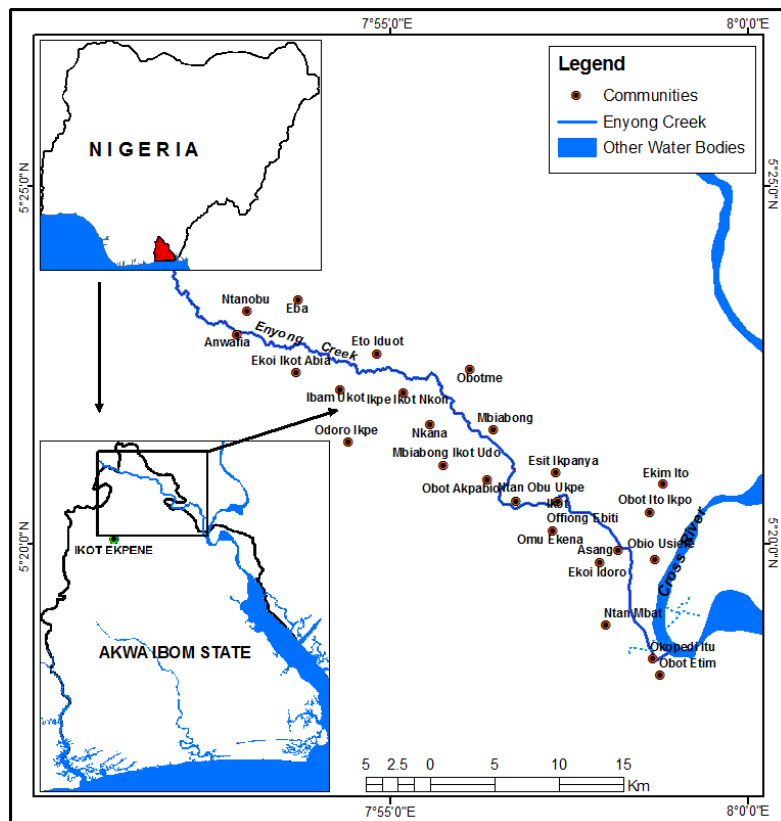 7°55'0"E
8°0'0"E
Legend
Communities
Enyong Creek
Other Water Bodies
NIGERIA
5°25'0"N
5°25'0"N
Ntanobu
Eba
Anwafia
Enyong Creek
Eto Iduot
Ekoi Ikot Abia
Obotme
Ibam Ukot
Ikpe Ikot Nkon
Odoro Ikpe
Nkana
Mbiabong
Mbiabong Ikot Udo
Esit Ikpanya
Obot Akpabio
Ntan Obu Ukpe
Ekim Ito
Ikot
Offiong Ebiti
Obot Ito Ikpo
Omu Ekena
Asang
Obio Usiere
Ekoi Idoro
Cross River
5°20'0"N
5°20'0"N
IKOT EKPENE
Ntan Mbat
AKWA IBOM STATE
Okopedi Itu
Obot Etim
5 2.5 0 5 10 15
Km
7°55'0"E
8°0'0"E